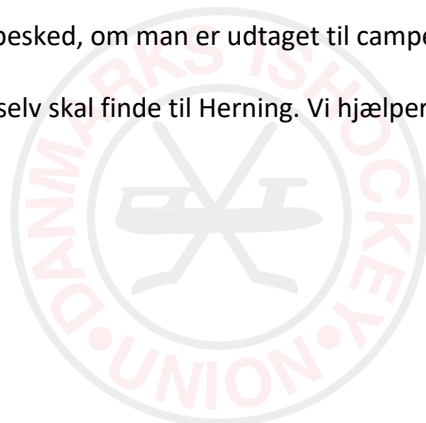 besked, om man er udtaget til campe
selv skal finde til Herning. Vi hjælper
DANMARKS ISHOCKEY
UNION